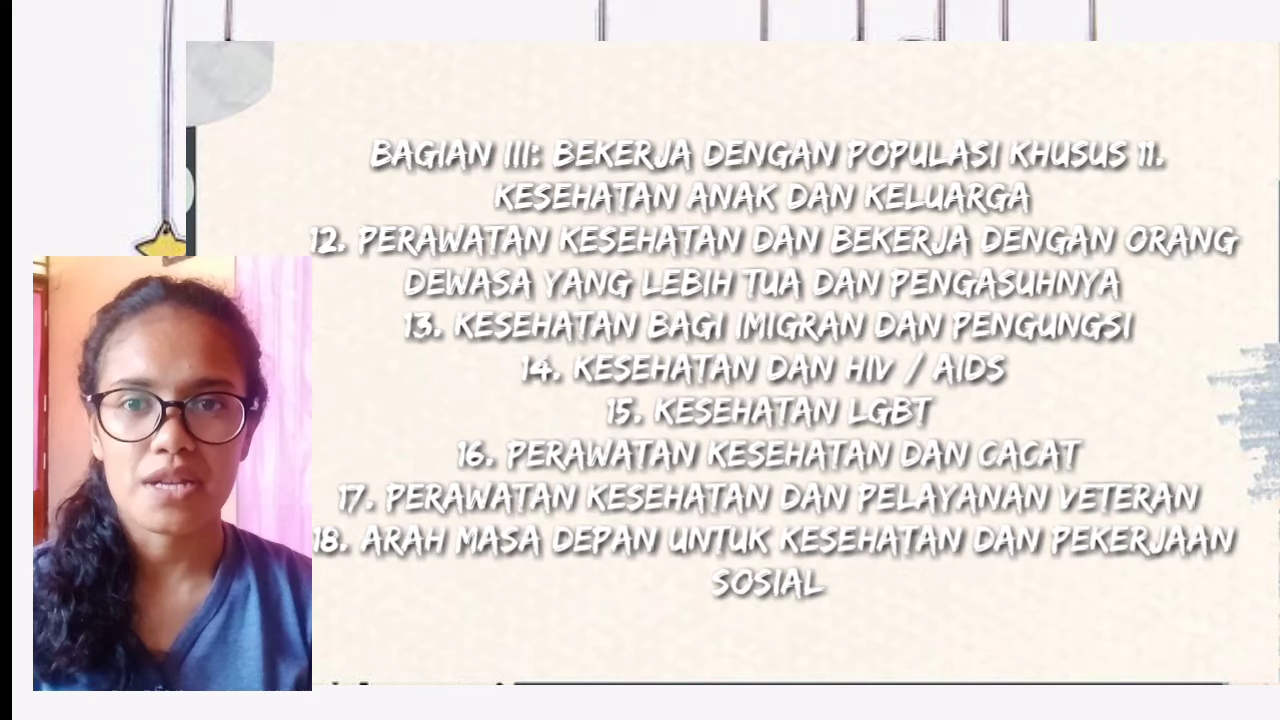 BAGIAN III: BEKERJA DENGAN POPULASI KHUSUS 11.
KESEHATAN ANAK DAN KELUARGA
12. PERAWATAN KESEHATAN DAN BEKERJA DENGAN ORANG
DEWASA YANG LEBIH TUA DAN PENGASUHNYA
13. KESEHATAN BAGI IMIGRAN DAN PENGUNGSI
14. KESEHATAN DAN HIV / AIDS
15. KESEHATAN LGBT
16. PERAWATAN KESEHATAN DAN CACAT
17. PERAWATAN KESEHATAN DAN PELAYANAN VETERAN
18. ARAH MASA DEPAN UNTUK KESEHATAN DAN PEKERJAAN
SOSIAL